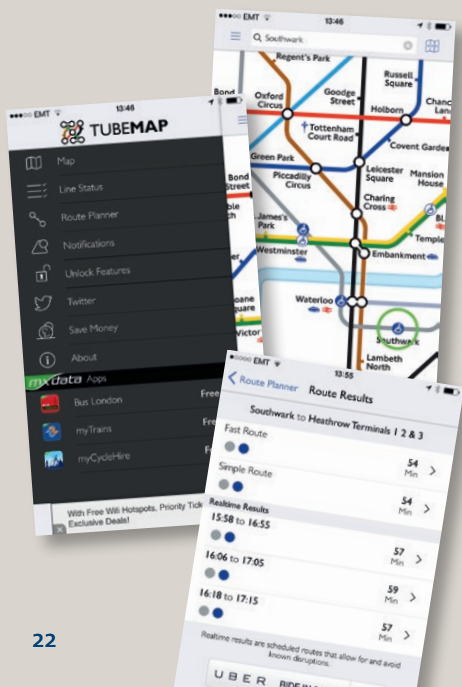 EMT 13:46
Southwark
Regent's Park
Bond
Oxford
Circus
Goodge
Street
Russell
Square
Holborn
Tottenham
Court Road
Covent Garden
Green Park
Piccadilly
Circus
Leicester
Square
Mansion
House
Charing
Cross
James's
Park
Westminster
Embankment
Temple
Waterloo
Southwark
Lambeth
North
EMT 13:46
TUBEMAP
Map
Line Status
Route Planner
Notifications
Unlock Features
Twitter
Save Money
About
mxdata Apps
Bus London Free
myTrains
myCycleHire
With Free Wifi Hotspots, Priority
Exclusive Deals!
Bond
Street
Victor
EMT 13:55
Route Planner Route Results
Southwark to Heathrow Terminals 1 2 & 3
Fast Route 54
Min
Simple Route 54
Min
Realtime Results
15:58 to 16:55 57
Min
16:06 to 17:05 59
Min
16:18 to 17:15 57
Min
Realtime results are scheduled routes that allow for and avoid
known disruptions.
UBER
22